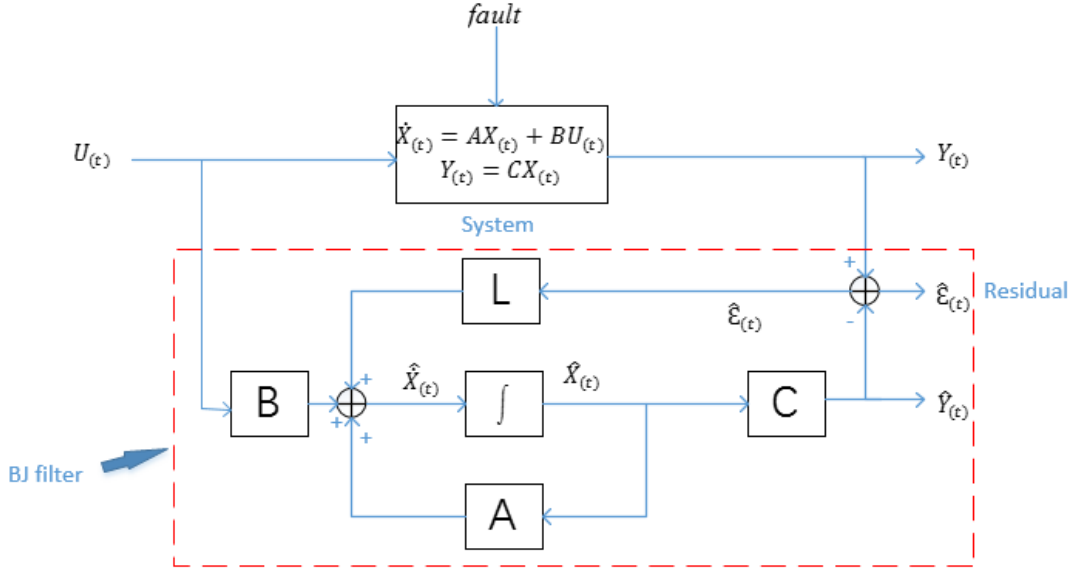 fault
U₍ₜ₎
Ẋ₍ₜ₎ = AX₍ₜ₎ + BU₍ₜ₎
Y₍ₜ₎ = CX₍ₜ₎
Y₍ₜ₎
System
+
L
Ɛ̂₍ₜ₎
Residual
Ɛ̂₍ₜ₎
-
B
+
+
+
X̂̇₍ₜ₎
∫
X̂₍ₜ₎
C
Ŷ₍ₜ₎
BJ filter
A